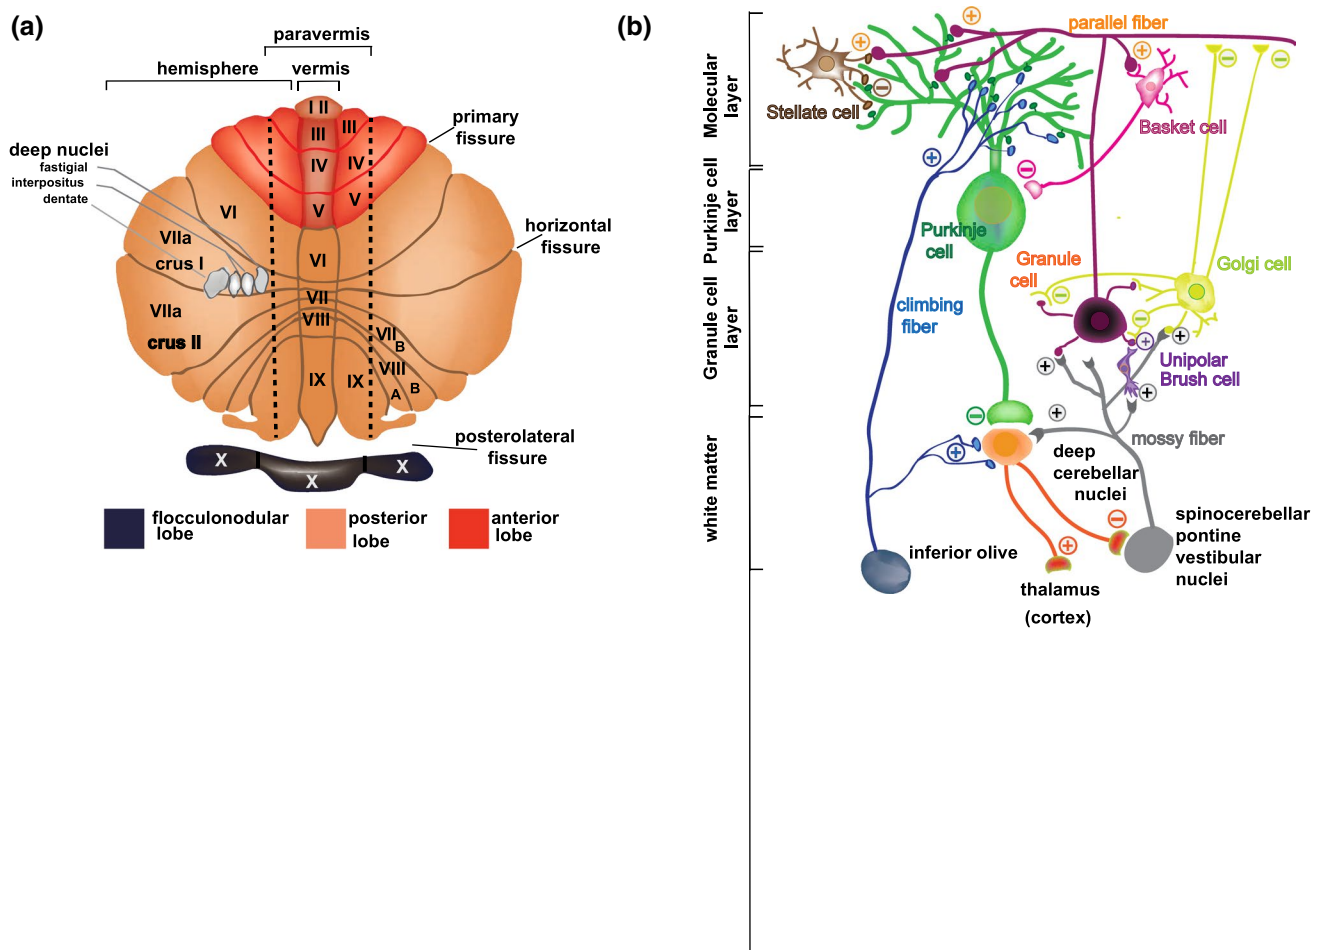 (a)
paravermis
hemisphere
vermis
I II
III
III
primary
fissure
IV
IV
V
V
deep nuclei
fastigial
interpositus
dentate
VI
VIIa
crus I
VI
horizontal
fissure
VIIa
crus II
VII
VIII
VII
B
VIII
A
B
IX
IX
posterolateral
fissure
X
X
X
flocculonodular
lobe
posterior
lobe
anterior
lobe
(b)
Molecular
layer
Purkinje cell
layer
Granule cell
layer
white matter
parallel fiber
+
+
+
−
−
−
Stellate cell
Basket cell
+
−
Purkinje
cell
Granule
cell
Golgi cell
−
−
+
+
+
+
climbing
fiber
Unipolar
Brush cell
−
+
mossy fiber
+
deep
cerebellar
nuclei
−
+
spinocerebellar
pontine
vestibular
nuclei
inferior olive
thalamus
(cortex)